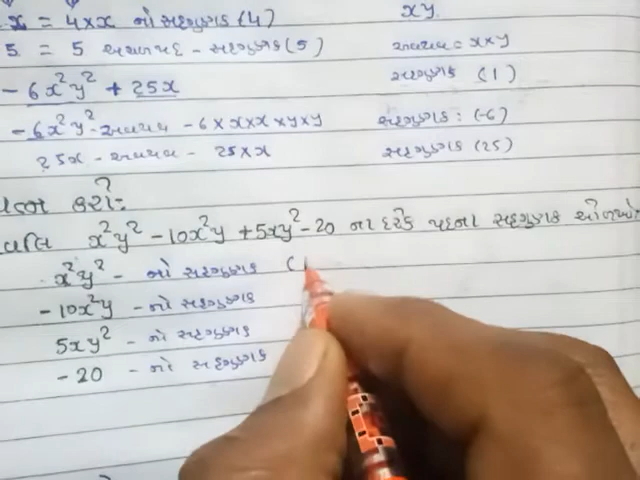 x = 4 × x નો સહગુણક (4)
xy
5 = 5 અચળપદ - સહગુણક (5)
અવયવ = x × y
- 6x²y² + 25x
સહગુણક (1)
- 6x²y² - અવયવ - 6 × x × x × y × y
સહગુણક : (-6)
25x - અવયવ - 25 × x
સહગુણક (25)
યત્ન કરો :- ?
x²y² - 10x²y + 5xy² - 20 ના દરેક પદના સહગુણક
x²y² - નો સહગુણક (
- 10x²y - નો સહગુણક
5xy² - નો સહગુણક
- 20 - નો સહગુણક